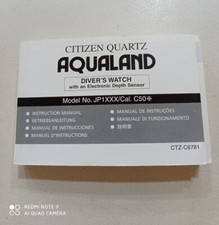 CITIZEN QUARTZ
AQUALAND
DIVER'S WATCH
with an Electronic Depth Sensor
Model No. JP1XXX/Cal. C50※
INSTRUCTION MANUAL
BETRIEBSANLEITUNG
MANUAL DE INSTRUCCIONES
MANUEL D'INSTRUCTIONS
MANUAL DE INSTRUÇÕES
MANUALE DI FUNZIONAMENTO
說明書
CTZ-C6781
REDMI NOTE 9
AI QUAD CAMERA